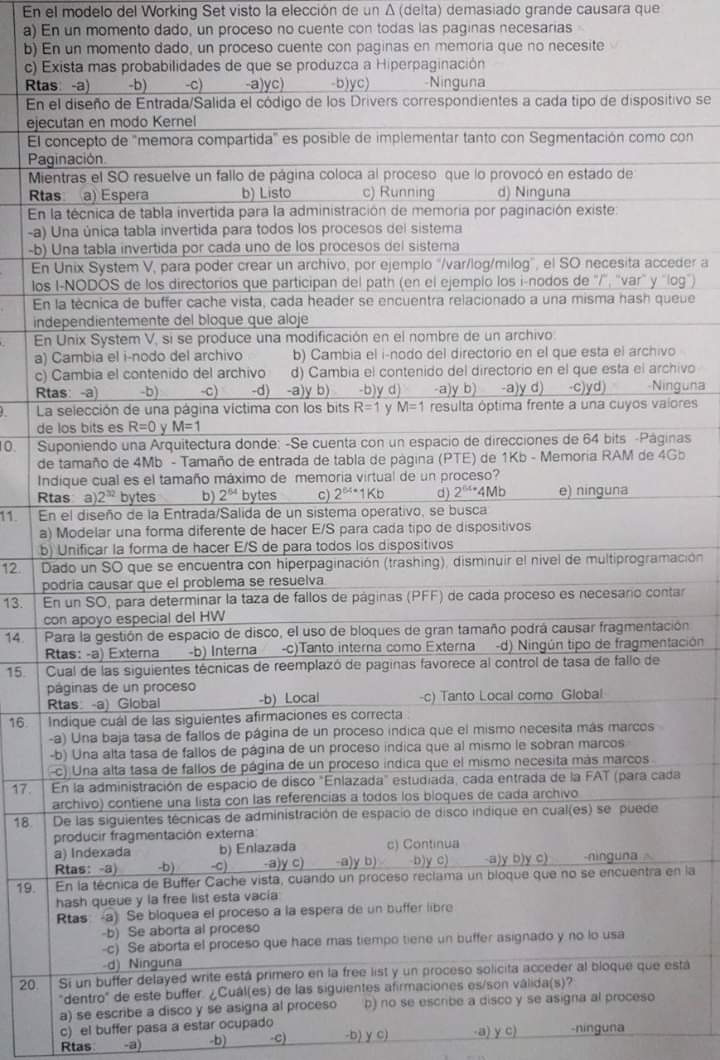 En el modelo del Working Set visto la elección de un Δ (delta) demasiado grande causara que
a) En un momento dado, un proceso no cuente con todas las paginas necesarias
b) En un momento dado, un proceso cuente con paginas en memoria que no necesite
c) Exista mas probabilidades de que se produzca a Hiperpaginación
Rtas: -a) -b) -c) -a)yc) -b)yc) -Ninguna
En el diseño de Entrada/Salida el código de los Drivers correspondientes a cada tipo de dispositivo se
ejecutan en modo Kernel
El concepto de "memora compartida" es posible de implementar tanto con Segmentación como con
Paginación.
Mientras el SO resuelve un fallo de página coloca al proceso que lo provocó en estado de:
Rtas: a) Espera b) Listo c) Running d) Ninguna
En la técnica de tabla invertida para la administración de memoria por paginación existe:
-a) Una única tabla invertida para todos los procesos del sistema
-b) Una tabla invertida por cada uno de los procesos del sistema
En Unix System V, para poder crear un archivo, por ejemplo "/var/log/milog", el SO necesita acceder a
los I-NODOS de los directorios que participan del path (en el ejemplo los i-nodos de "/", "var" y "log")
En la técnica de buffer cache vista, cada header se encuentra relacionado a una misma hash queue
independientemente del bloque que aloje
En Unix System V, si se produce una modificación en el nombre de un archivo:
a) Cambia el i-nodo del archivo b) Cambia el i-nodo del directorio en el que esta el archivo
c) Cambia el contenido del archivo d) Cambia el contenido del directorio en el que esta el archivo
Rtas: -a) -b) -c) -d) -a)y b) -b)y d) -a)y b) -a)y d) -c)yd) -Ninguna
9. La selección de una página víctima con los bits R=1 y M=1 resulta óptima frente a una cuyos valores
de los bits es R=0 y M=1
10. Suponiendo una Arquitectura donde: -Se cuenta con un espacio de direcciones de 64 bits -Páginas
de tamaño de 4Mb - Tamaño de entrada de tabla de página (PTE) de 1Kb - Memoria RAM de 4Gb
Indique cual es el tamaño máximo de memoria virtual de un proceso?
Rtas a)2³² bytes b) 2⁶⁴ bytes c) 2⁶⁴*1Kb d) 2⁶⁴*4Mb e) ninguna
11. En el diseño de la Entrada/Salida de un sistema operativo, se busca:
a) Modelar una forma diferente de hacer E/S para cada tipo de dispositivos
b) Unificar la forma de hacer E/S de para todos los dispositivos
12. Dado un SO que se encuentra con hiperpaginación (trashing), disminuir el nivel de multiprogramación
podría causar que el problema se resuelva
13. En un SO, para determinar la taza de fallos de páginas (PFF) de cada proceso es necesario contar
con apoyo especial del HW
14. Para la gestión de espacio de disco, el uso de bloques de gran tamaño podrá causar fragmentación:
Rtas: -a) Externa -b) Interna -c)Tanto interna como Externa -d) Ningún tipo de fragmentación
15. Cual de las siguientes técnicas de reemplazó de paginas favorece al control de tasa de fallo de
páginas de un proceso
Rtas: -a) Global -b) Local -c) Tanto Local como Global
16. Indique cuál de las siguientes afirmaciones es correcta :
-a) Una baja tasa de fallos de página de un proceso indica que el mismo necesita más marcos
-b) Una alta tasa de fallos de página de un proceso indica que al mismo le sobran marcos
-c) Una alta tasa de fallos de página de un proceso indica que el mismo necesita más marcos
17. En la administración de espacio de disco "Enlazada" estudiada, cada entrada de la FAT (para cada
archivo) contiene una lista con las referencias a todos los bloques de cada archivo
18. De las siguientes técnicas de administración de espacio de disco indique en cual(es) se puede
producir fragmentación externa:
a) Indexada b) Enlazada c) Continua
Rtas: -a) -b) -c) -a)y c) -a)y b) -b)y c) -a)y b)y c) -ninguna
19. En la técnica de Buffer Cache vista, cuando un proceso reclama un bloque que no se encuentra en la
hash queue y la free list esta vacía:
Rtas -a) Se bloquea el proceso a la espera de un buffer libre
-b) Se aborta al proceso
-c) Se aborta el proceso que hace mas tiempo tiene un buffer asignado y no lo usa
-d) Ninguna
20. Si un buffer delayed write está primero en la free list y un proceso solicita acceder al bloque que está
"dentro" de este buffer. ¿Cuál(es) de las siguientes afirmaciones es/son válida(s)?
a) se escribe a disco y se asigna al proceso b) no se escribe a disco y se asigna al proceso
c) el buffer pasa a estar ocupado
Rtas: -a) -b) -c) -b) y c) -a) y c) -ninguna